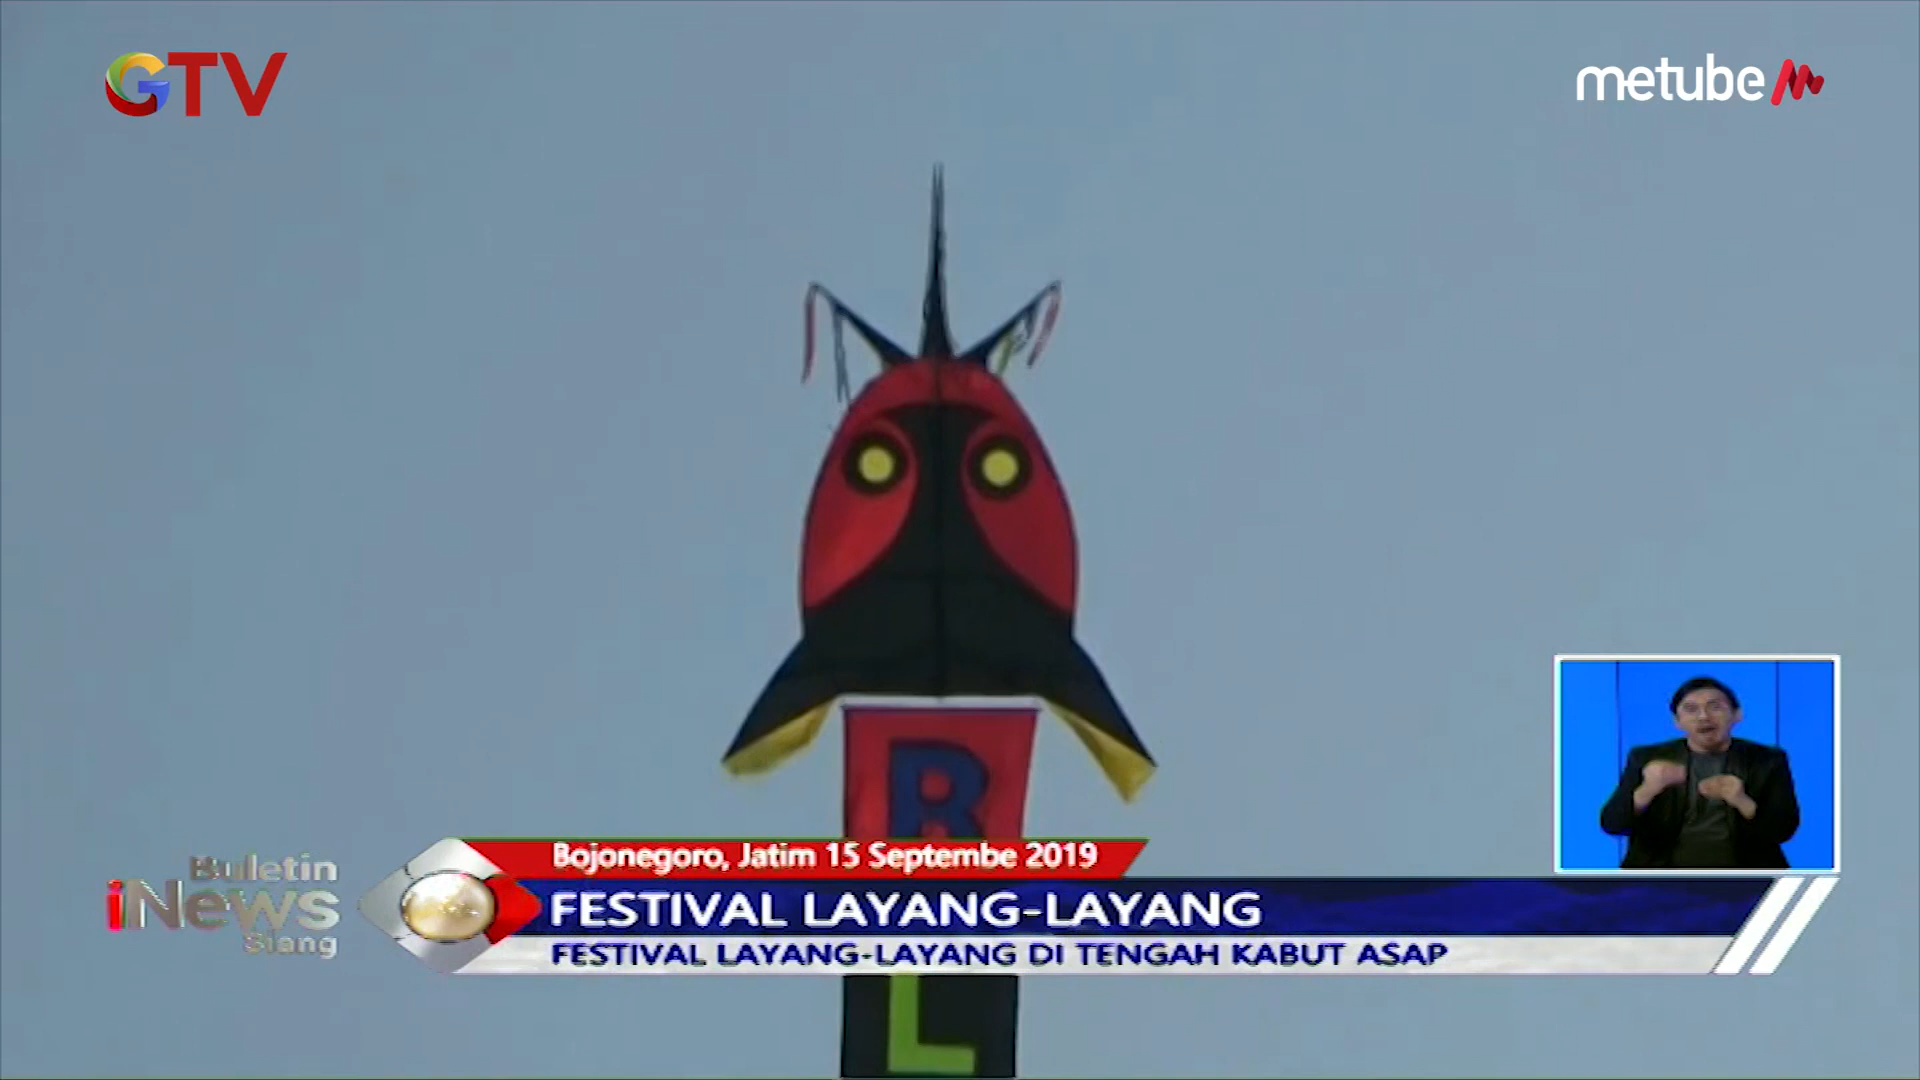 GTV
metube
B
Bojonegoro, Jatim 15 Septembe 2019
FESTIVAL LAYANG-LAYANG
FESTIVAL LAYANG-LAYANG DI TENGAH KABUT ASAP
Buletin
iNews
Siang
L